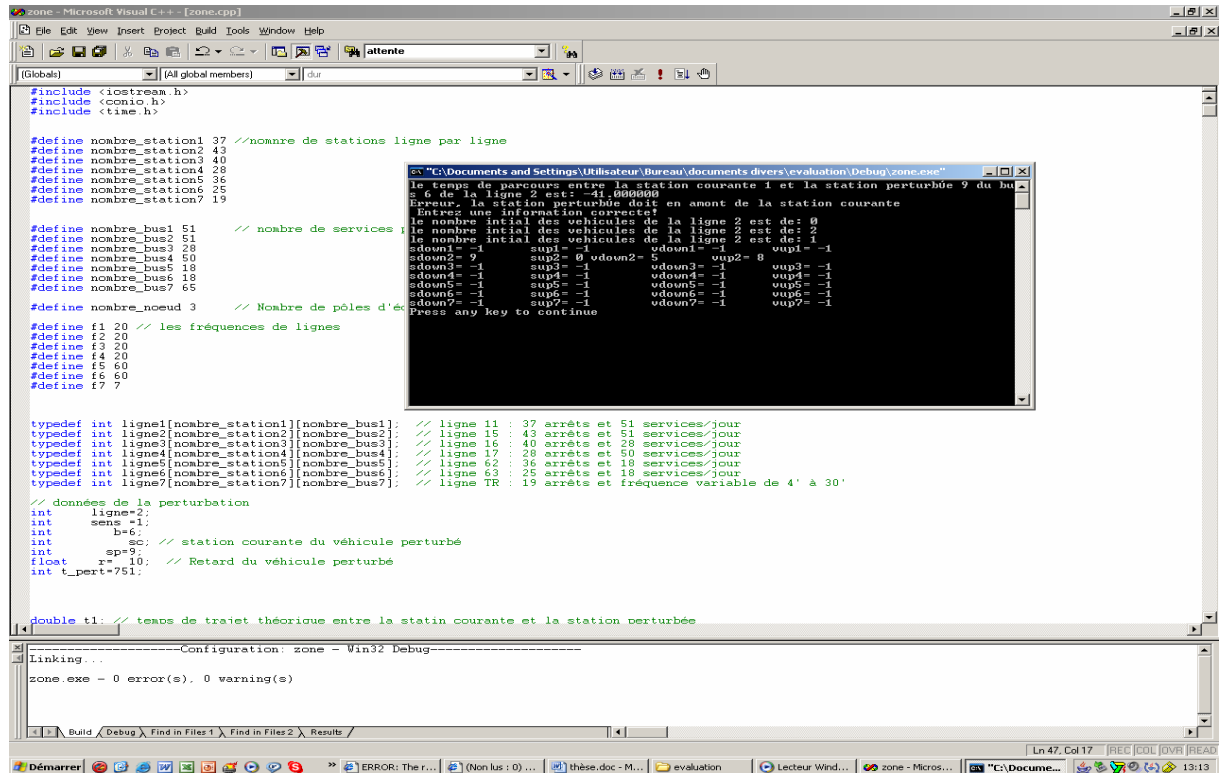 zone - Microsoft Visual C++ - [zone.cpp]
File Edit View Insert Project Build Tools Window Help
attente
(Globals) (All global members) dur
#include <iostream.h>
#include <conio.h>
#include <time.h>
#define nombre_station1 37 //nomnre de stations ligne par ligne
#define nombre_station2 43
#define nombre_station3 40
#define nombre_station4 28
#define nombre_station5 36
#define nombre_station6 25
#define nombre_station7 19
#define nombre_bus1 51 // nombre de services
#define nombre_bus2 51
#define nombre_bus3 28
#define nombre_bus4 50
#define nombre_bus5 18
#define nombre_bus6 18
#define nombre_bus7 65
#define nombre_noeud 3 // Nombre de pôles d'éc
#define f1 20 // les fréquences de lignes
#define f2 20
#define f3 20
#define f4 20
#define f5 60
#define f6 60
#define f7 7
"C:\Documents and Settings\Utilisateur\Bureau\documents divers\evaluation\Debug\zone.exe"
le temps de parcours entre la station courante 1 et la station perturbúe 9 du bu
s 6 de la ligne 2 est: -41.000000
Erreur, la station perturbúe doit en amont de la station courante
Entrez une information correcte!
le nombre intial des vehicules de la ligne 2 est de: 0
le nombre intial des vehicules de la ligne 2 est de: 2
le nombre intial des vehicules de la ligne 2 est de: 1
sdown1= -1 sup1= -1 vdown1= -1 vup1= -1
sdown2= 9 sup2= 0 vdown2= 5 vup2= 8
sdown3= -1 sup3= -1 vdown3= -1 vup3= -1
sdown4= -1 sup4= -1 vdown4= -1 vup4= -1
sdown5= -1 sup5= -1 vdown5= -1 vup5= -1
sdown6= -1 sup6= -1 vdown6= -1 vup6= -1
sdown7= -1 sup7= -1 vdown7= -1 vup7= -1
Press any key to continue
typedef int ligne1[nombre_station1][nombre_bus1]; // ligne 11 : 37 arrêts et 51 services/jour
typedef int ligne2[nombre_station2][nombre_bus2]; // ligne 15 : 43 arrêts et 51 services/jour
typedef int ligne3[nombre_station3][nombre_bus3]; // ligne 16 : 40 arrêts et 28 services/jour
typedef int ligne4[nombre_station4][nombre_bus4]; // ligne 17 : 28 arrêts et 50 services/jour
typedef int ligne5[nombre_station5][nombre_bus5]; // ligne 62 : 36 arrêts et 18 services/jour
typedef int ligne6[nombre_station6][nombre_bus6]; // ligne 63 : 25 arrêts et 18 services/jour
typedef int ligne7[nombre_station7][nombre_bus7]; // ligne TR : 19 arrêts et fréquence variable de 4' à 30'
// données de la perturbation
int ligne=2;
int sens =1;
int b=6;
int sc; // station courante du véhicule perturbé
int sp=9;
float r= 10; // Retard du véhicule perturbé
int t_pert=751;
double t1; // temps de trajet théorique entre la statin courante et la station perturbée
--------------------Configuration: zone - Win32 Debug--------------------
Linking...
zone.exe - 0 error(s), 0 warning(s)
Build Debug Find in Files 1 Find in Files 2 Results
Ln 47, Col 17 REC COL OVR READ
Démarrer » ERROR: The r... (Non lus : 0) ... thèse.doc - M... evaluation Lecteur Wind... zone - Micros... "C:\Docume... 13:13